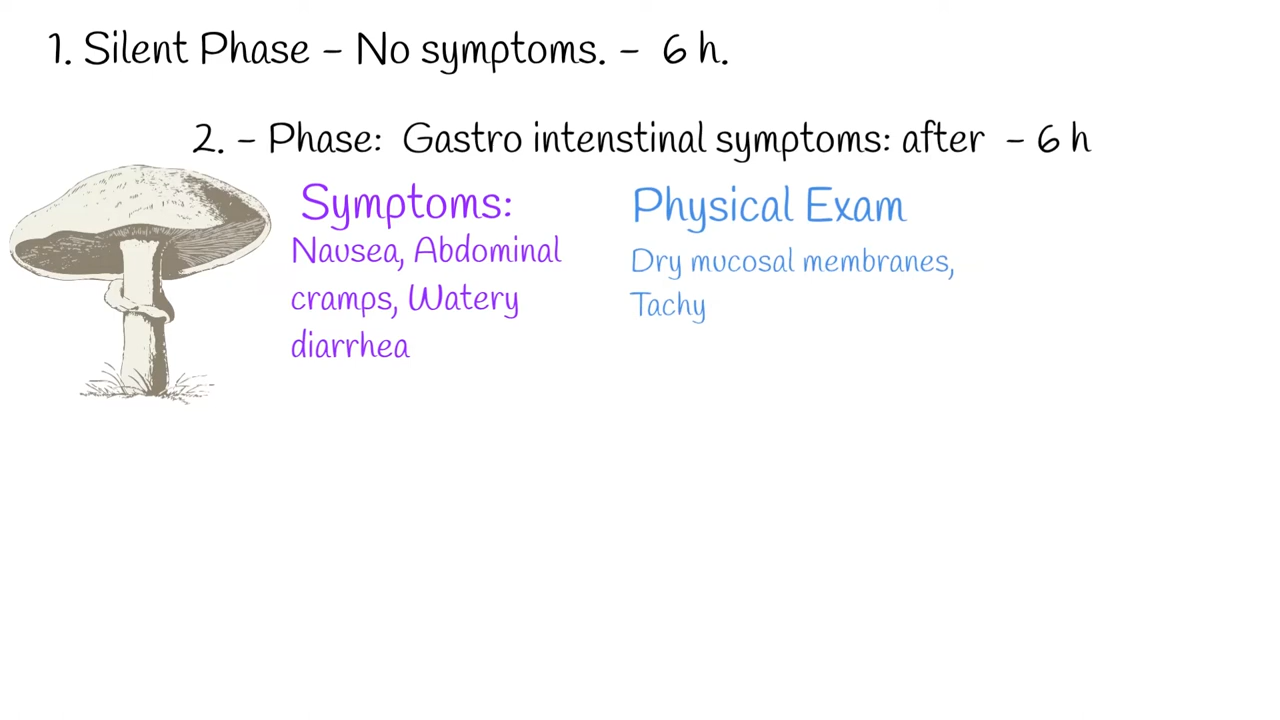 1. Silent Phase - No symptoms. - 6 h.
2. - Phase: Gastro intenstinal symptoms: after - 6 h
Symptoms:
Nausea, Abdominal
cramps, Watery
diarrhea
Physical Exam
Dry mucosal membranes,
Tachy